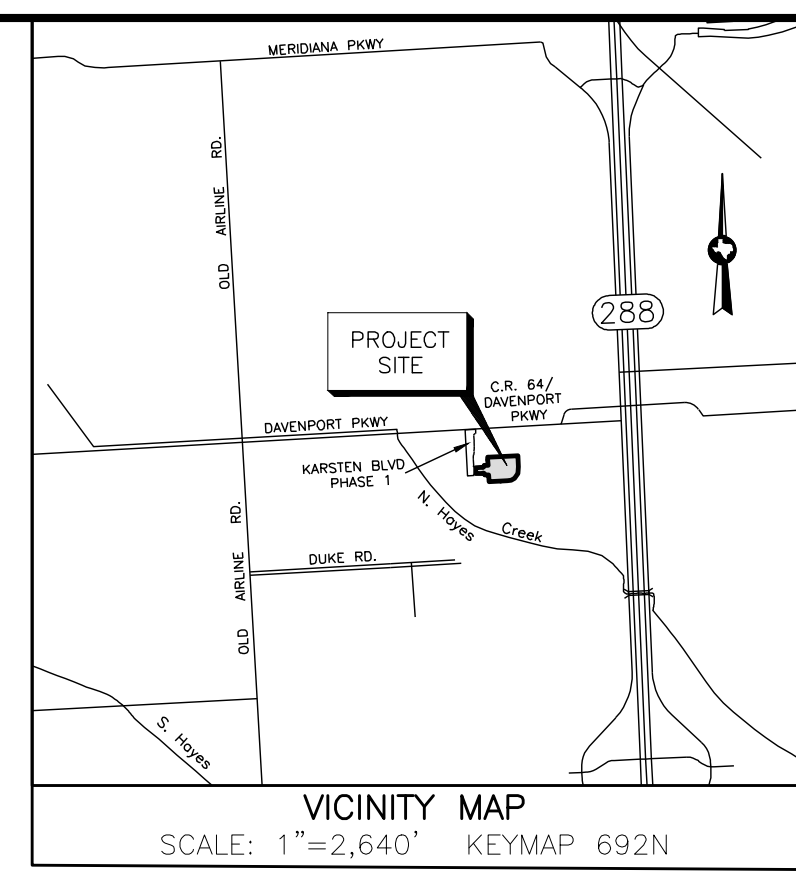 MERIDIANA PKWY
OLD AIRLINE RD.
288
PROJECT
SITE
C.R. 64/
DAVENPORT
PKWY
DAVENPORT PKWY
KARSTEN BLVD
PHASE 1
N. Hayes Creek
OLD AIRLINE RD.
DUKE RD.
S. Hayes
VICINITY MAP
SCALE: 1"=2,640' KEYMAP 692N